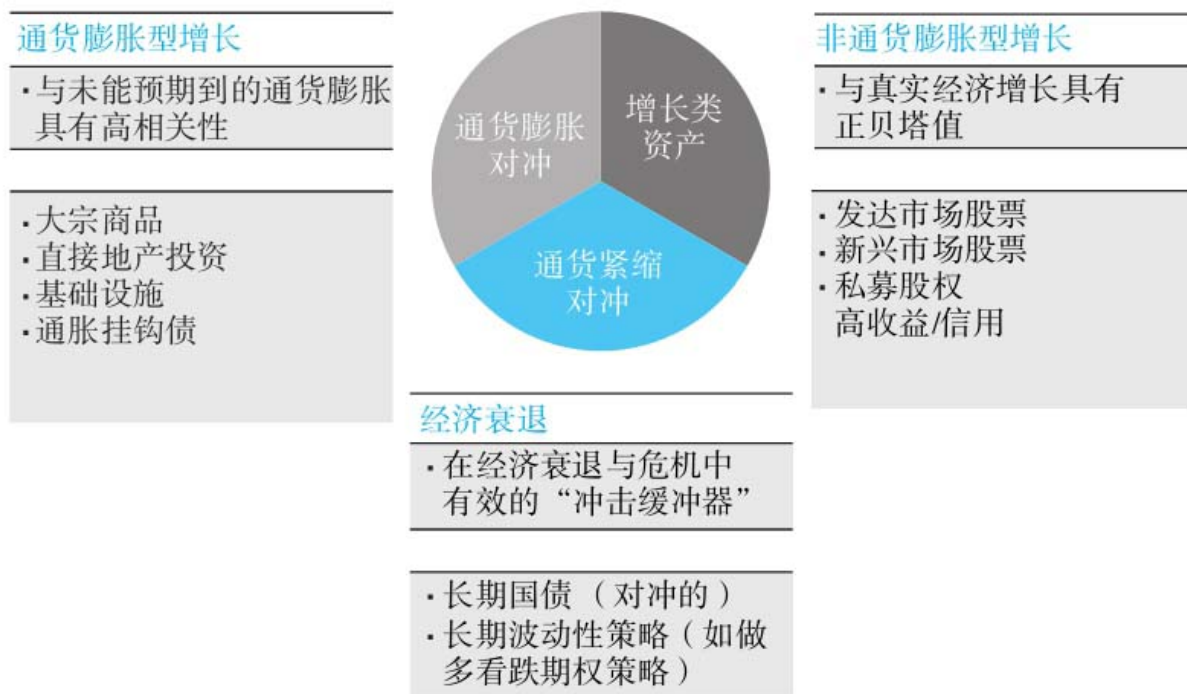 通货膨胀型增长
▪与未能预期到的通货膨胀
具有高相关性
▪大宗商品
▪直接地产投资
▪基础设施
▪通胀挂钩债
通货膨胀
对冲
增长类
资产
通货紧缩
对冲
非通货膨胀型增长
▪与真实经济增长具有
正贝塔值
▪发达市场股票
▪新兴市场股票
▪私募股权
高收益/信用
经济衰退
▪在经济衰退与危机中
有效的“冲击缓冲器”
▪长期国债（对冲的）
▪长期波动性策略（如做
多看跌期权策略）